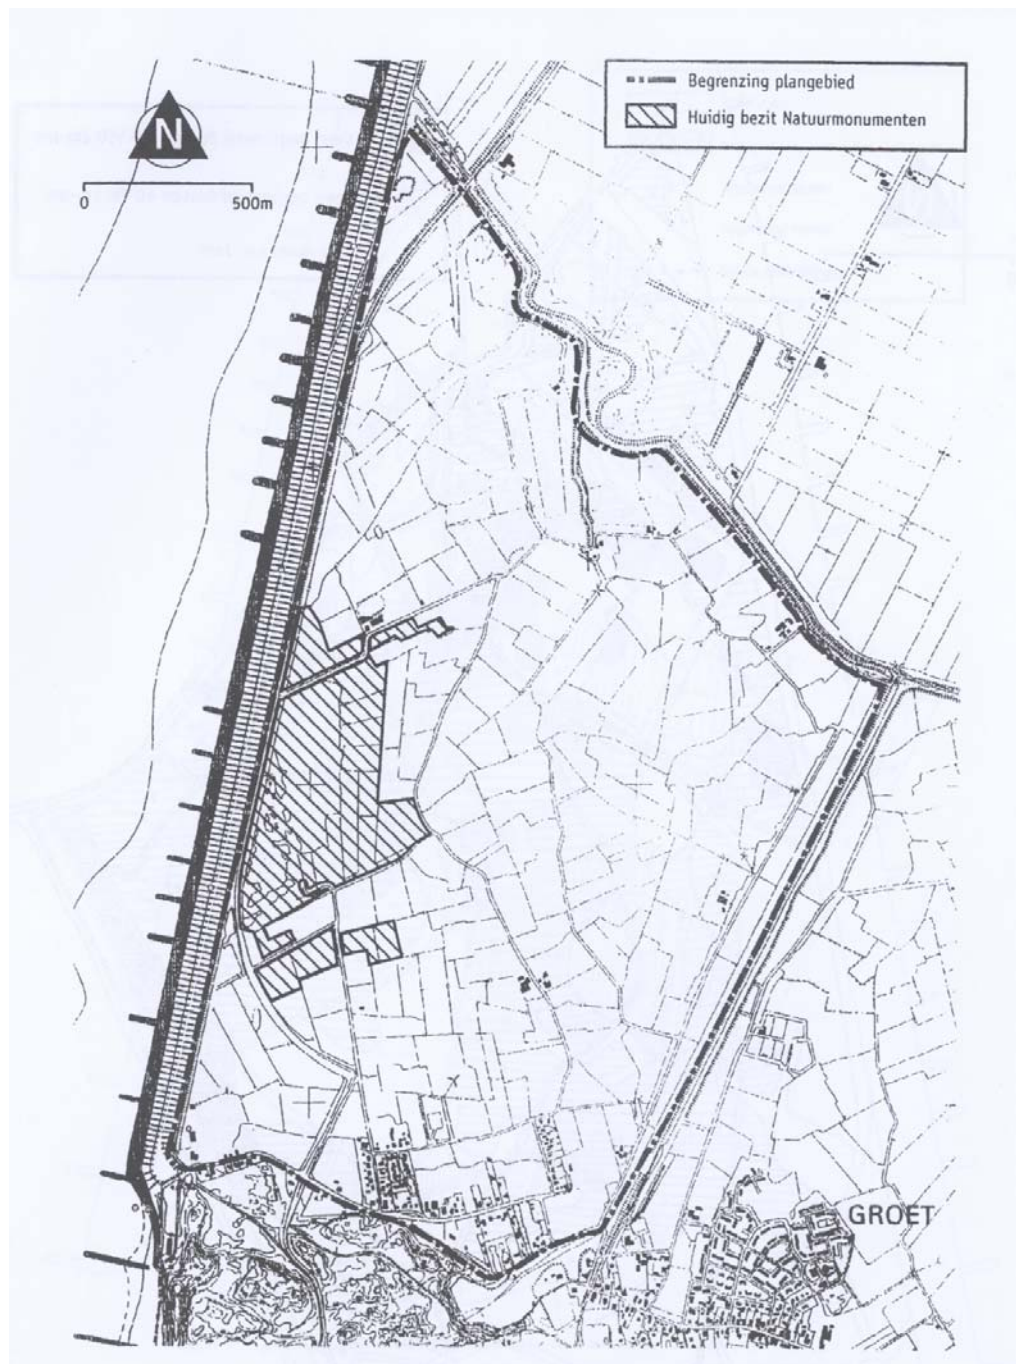 Begrenzing plangebied
Huidig bezit Natuurmonumenten
N
0 500m
GROET